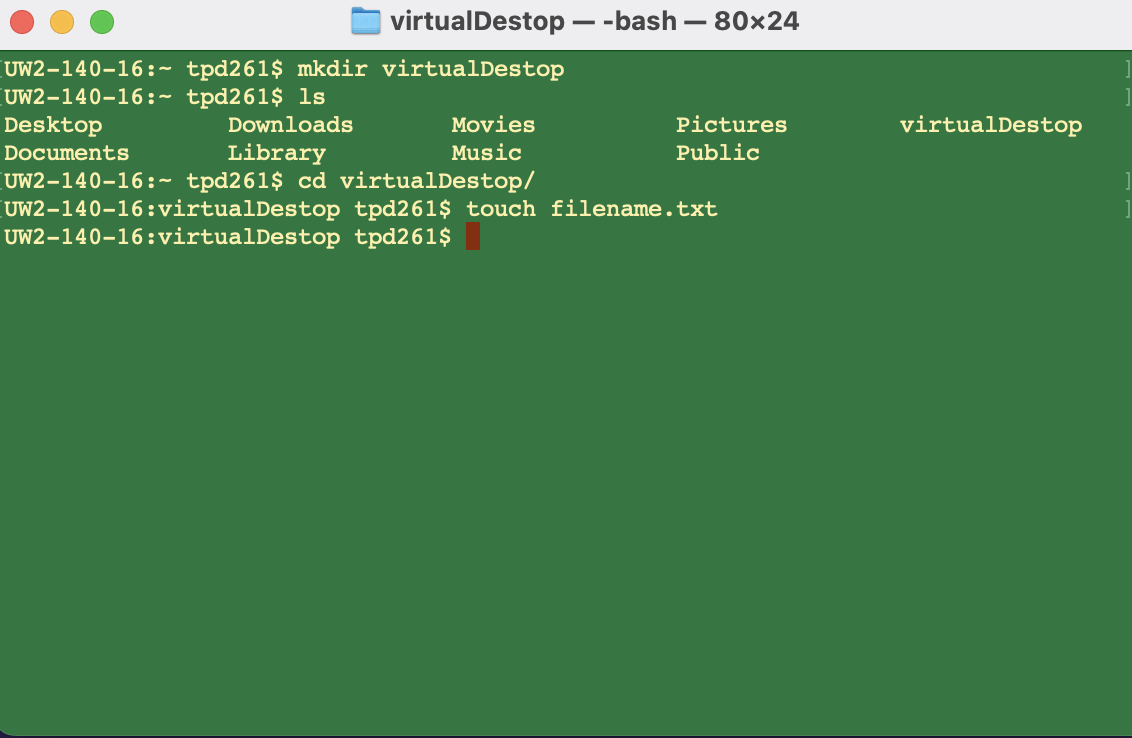 virtualDestop — -bash — 80×24
UW2-140-16:~ tpd261$ mkdir virtualDestop
UW2-140-16:~ tpd261$ ls
Desktop Downloads Movies Pictures virtualDestop
Documents Library Music Public
UW2-140-16:~ tpd261$ cd virtualDestop/
UW2-140-16:virtualDestop tpd261$ touch filename.txt
UW2-140-16:virtualDestop tpd261$